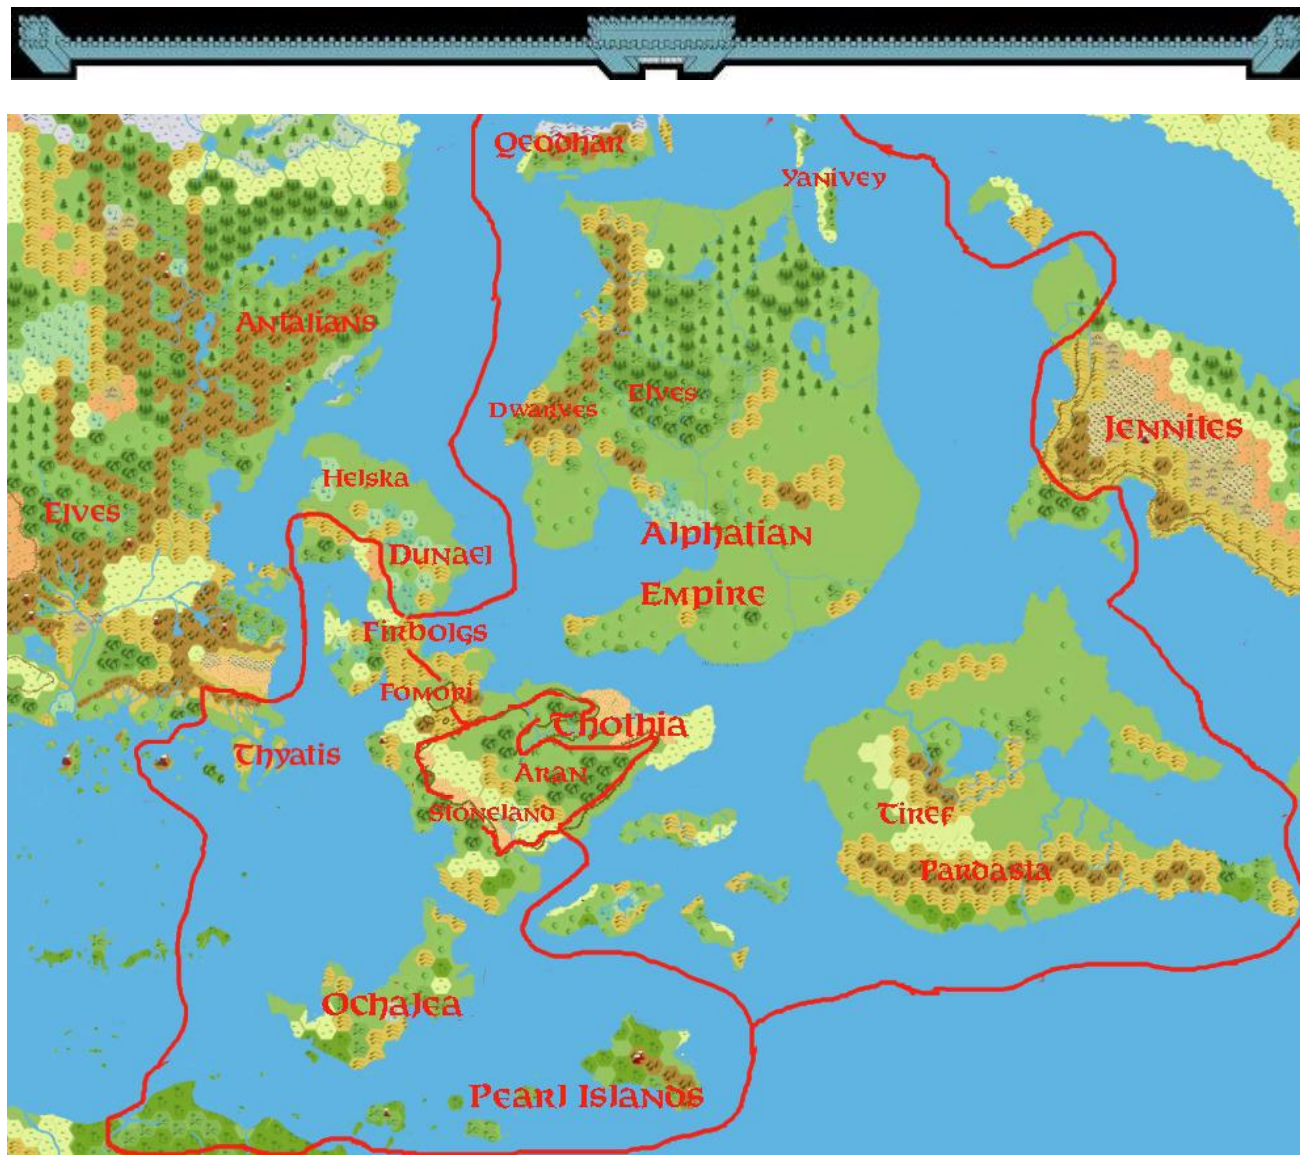 Qeodhar
Yanivey
Antalians
Dwarves
Elves
Jennites
Helska
Elves
Dunael
Alphatian
Empire
Firbolgs
Fomori
Thothia
Thyatis
Aran
Stoneland
Tiref
Pardasia
Ochalea
Pearl Islands